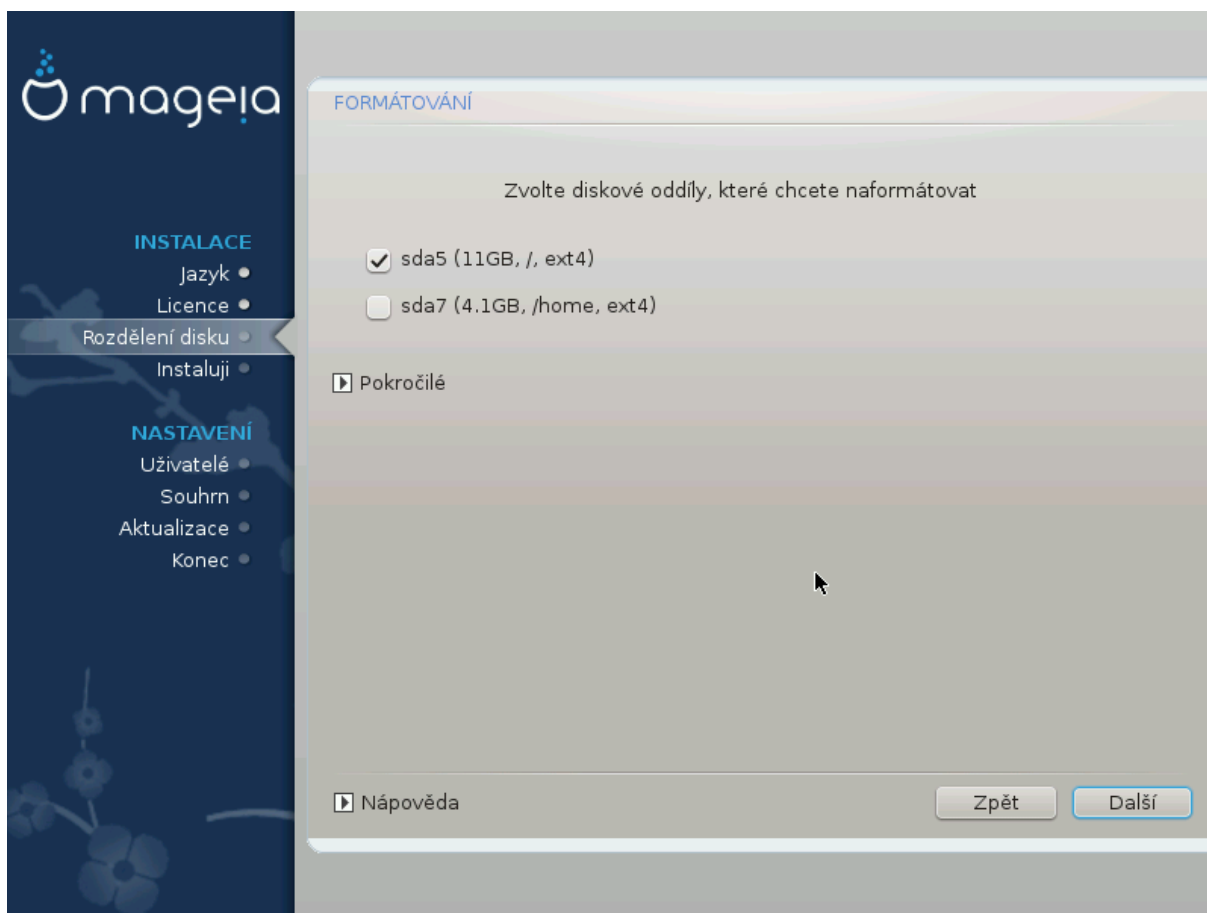 mageia
INSTALACE
Jazyk
Licence
Rozdělení disku
Instaluji
NASTAVENÍ
Uživatelé
Souhrn
Aktualizace
Konec
FORMÁTOVÁNÍ
Zvolte diskové oddíly, které chcete naformátovat
sda5 (11GB, /, ext4)
sda7 (4.1GB, /home, ext4)
Pokročilé
Nápověda
Zpět
Další